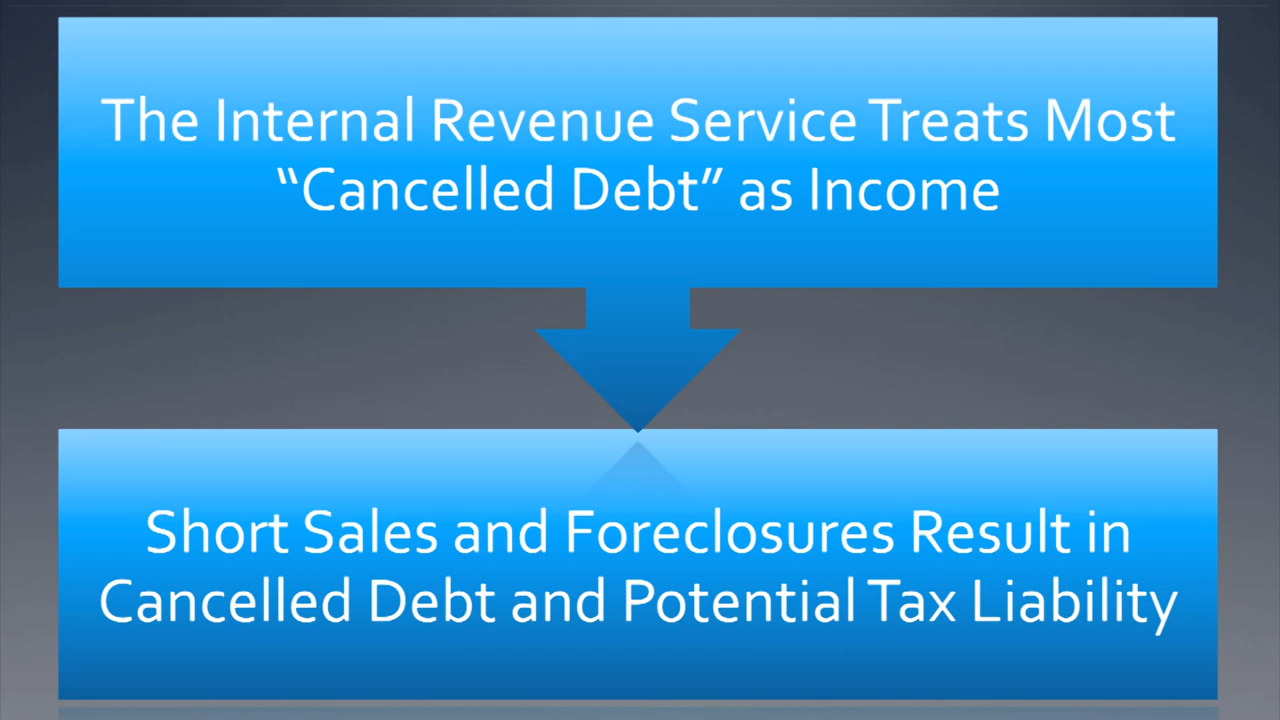 The Internal Revenue Service Treats Most
“Cancelled Debt” as Income
Short Sales and Foreclosures Result in
Cancelled Debt and Potential Tax Liability